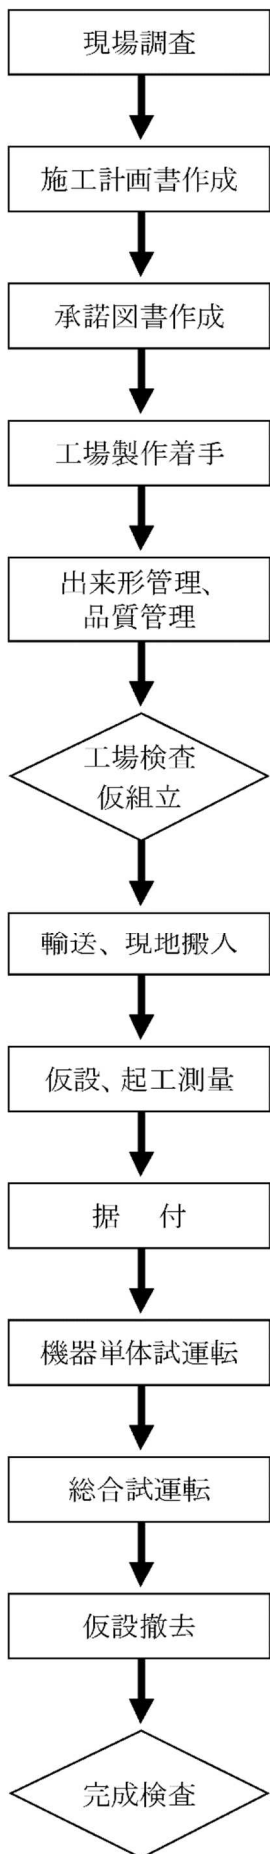 現場調査
施工計画書作成
承諾図書作成
工場製作着手
出来形管理、
品質管理
工場検査
仮組立
輸送、現地搬人
仮設、起工測量
据　付
機器単体試運転
総合試運転
仮設撤去
完成検査